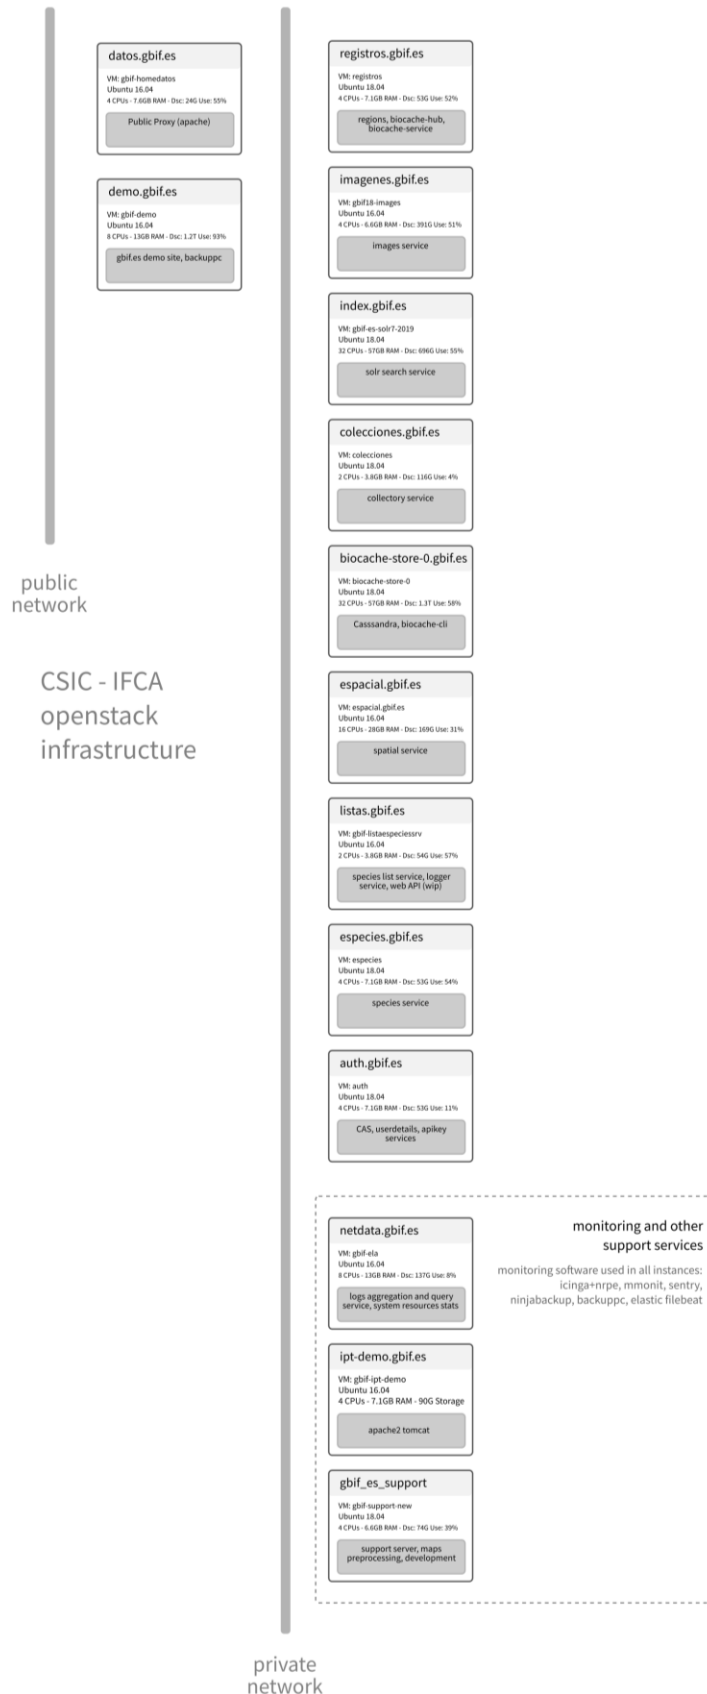 datos.gbif.es
VM: gbif-homedatos
Ubuntu 16.04
4 CPUs - 7.6GB RAM - Dsc: 24G Use: 55%
Public Proxy (apache)
demo.gbif.es
VM: gbif-demo
Ubuntu 16.04
8 CPUs - 13GB RAM - Dsc: 1.2T Use: 93%
gbif.es demo site, backuppc
public
network
CSIC - IFCA
openstack
infrastructure
registros.gbif.es
VM: registros
Ubuntu 18.04
4 CPUs - 7.1GB RAM - Dsc: 53G Use: 52%
regions, biocache-hub,
biocache-service
imagenes.gbif.es
VM: gbif18-images
Ubuntu 16.04
4 CPUs - 6.6GB RAM - Dsc: 391G Use: 51%
images service
index.gbif.es
VM: gbif-es-solr7-2019
Ubuntu 18.04
32 CPUs - 57GB RAM - Dsc: 696G Use: 55%
solr search service
colecciones.gbif.es
VM: colecciones
Ubuntu 18.04
2 CPUs - 3.8GB RAM - Dsc: 116G Use: 4%
collectory service
biocache-store-0.gbif.es
VM: biocache-store-0
Ubuntu 18.04
32 CPUs - 57GB RAM - Dsc: 1.3T Use: 58%
Casssandra, biocache-cli
espacial.gbif.es
VM: espacial.gbif.es
Ubuntu 16.04
16 CPUs - 28GB RAM - Dsc: 169G Use: 31%
spatial service
listas.gbif.es
VM: gbif-listaespeciessrv
Ubuntu 16.04
2 CPUs - 3.8GB RAM - Dsc: 54G Use: 57%
species list service, logger
service, web API (wip)
especies.gbif.es
VM: especies
Ubuntu 18.04
4 CPUs - 7.1GB RAM - Dsc: 53G Use: 54%
species service
auth.gbif.es
VM: auth
Ubuntu 18.04
4 CPUs - 7.1GB RAM - Dsc: 53G Use: 11%
CAS, userdetails, apikey
services
netdata.gbif.es
VM: gbif-ela
Ubuntu 16.04
8 CPUs - 13GB RAM - Dsc: 137G Use: 8%
logs aggregation and query
service, system resources stats
monitoring and other
support services
monitoring software used in all instances:
icinga+nrpe, mmonit, sentry,
ninjabackup, backuppc, elastic filebeat
ipt-demo.gbif.es
VM: gbif-ipt-demo
Ubuntu 16.04
4 CPUs - 7.1GB RAM - 90G Storage
apache2 tomcat
gbif_es_support
VM: gbif-support-new
Ubuntu 18.04
4 CPUs - 6.6GB RAM - Dsc: 74G Use: 39%
support server, maps
preprocessing, development
private
network